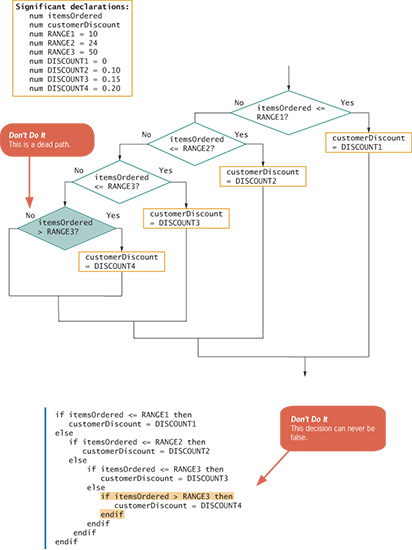 Significant declarations:
num itemsOrdered
num customerDiscount
num RANGE1 = 10
num RANGE2 = 24
num RANGE3 = 50
num DISCOUNT1 = 0
num DISCOUNT2 = 0.10
num DISCOUNT3 = 0.15
num DISCOUNT4 = 0.20
No
itemsOrdered <=
RANGE1?
Yes
customerDiscount
= DISCOUNT1
No
itemsOrdered
<= RANGE2?
Yes
customerDiscount
= DISCOUNT2
Don't Do It
This is a dead path.
No
itemsOrdered
<= RANGE3?
Yes
customerDiscount
= DISCOUNT3
No
itemsOrdered
> RANGE3?
Yes
customerDiscount
= DISCOUNT4
if itemsOrdered <= RANGE1 then
customerDiscount = DISCOUNT1
else
if itemsOrdered <= RANGE2 then
customerDiscount = DISCOUNT2
else
if itemsOrdered <= RANGE3 then
customerDiscount = DISCOUNT3
else
if itemsOrdered > RANGE3 then
customerDiscount = DISCOUNT4
endif
endif
endif
endif
Don't Do It
This decision can never be
false.